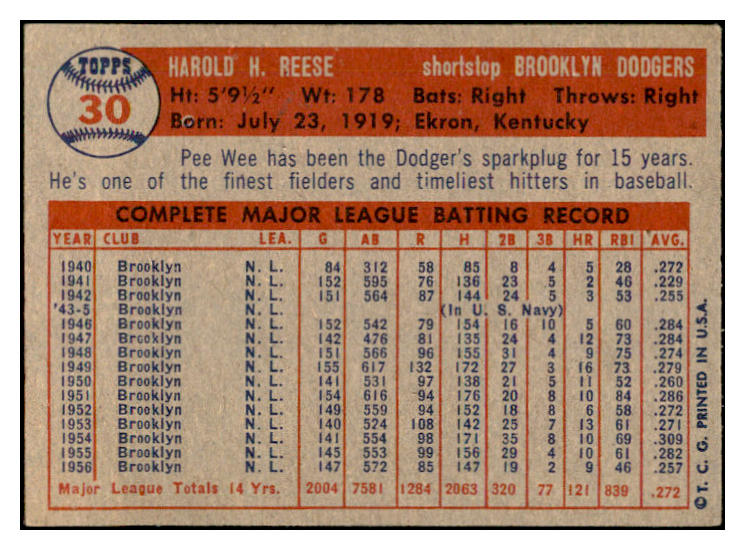 TOPPS
30
HAROLD H. REESE shortstop BROOKLYN DODGERS
Ht: 5'9½" Wt: 178 Bats: Right Throws: Right
Born: July 23, 1919; Ekron, Kentucky
Pee Wee has been the Dodger's sparkplug for 15 years.
He's one of the finest fielders and timeliest hitters in baseball.
COMPLETE MAJOR LEAGUE BATTING RECORD
YEAR CLUB LEA. G AB R H 2B 3B HR RBI AVG.
1940 Brooklyn N. L. 84 312 58 85 8 4 5 28 .272
1941 Brooklyn N. L. 152 595 76 136 23 5 2 46 .229
1942 Brooklyn N. L. 151 564 87 144 24 5 3 53 .255
'43-5 Brooklyn N. L. (In U. S. Navy)
1946 Brooklyn N. L. 152 542 79 154 16 10 5 60 .284
1947 Brooklyn N. L. 142 476 81 135 24 4 12 73 .284
1948 Brooklyn N. L. 151 566 96 155 31 4 9 75 .274
1949 Brooklyn N. L. 155 617 132 172 27 3 16 73 .279
1950 Brooklyn N. L. 141 531 97 138 21 5 11 52 .260
1951 Brooklyn N. L. 154 616 94 176 20 8 10 84 .286
1952 Brooklyn N. L. 149 559 94 152 18 8 6 58 .272
1953 Brooklyn N. L. 140 524 108 142 25 7 13 61 .271
1954 Brooklyn N. L. 141 554 98 171 35 8 10 69 .309
1955 Brooklyn N. L. 145 553 99 156 29 4 10 61 .282
1956 Brooklyn N. L. 147 572 85 147 19 2 9 46 .257
Major League Totals 14 Yrs. 2004 7581 1284 2063 320 77 121 839 .272
©T. C. G. PRINTED IN U.S.A.